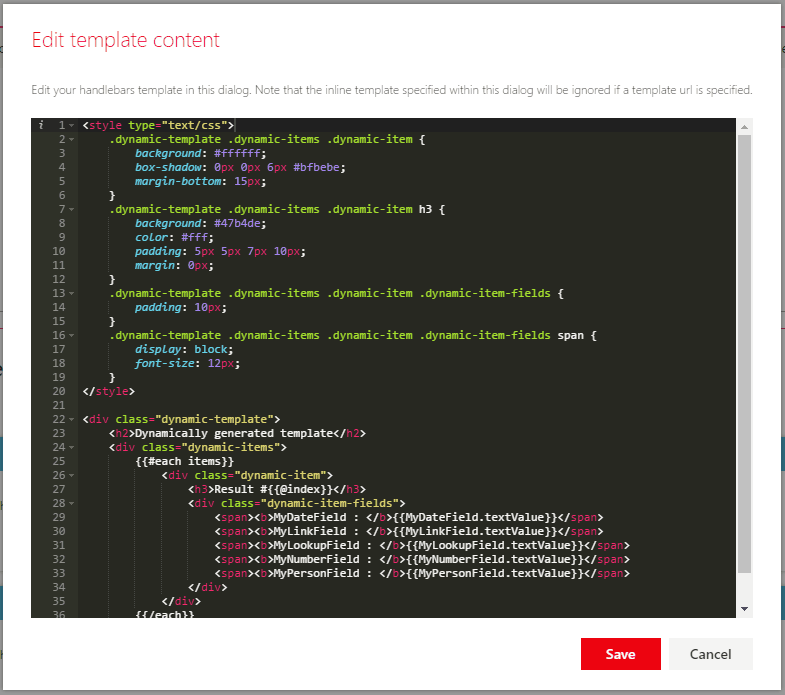 Edit template content
Edit your handlebars template in this dialog. Note that the inline template specified within this dialog will be ignored if a template url is specified.
i 1 <style type="text/css">
2 .dynamic-template .dynamic-items .dynamic-item {
3 background: #ffffff;
4 box-shadow: 0px 0px 6px #bfbebe;
5 margin-bottom: 15px;
6 }
7 .dynamic-template .dynamic-items .dynamic-item h3 {
8 background: #47b4de;
9 color: #fff;
10 padding: 5px 5px 7px 10px;
11 margin: 0px;
12 }
13 .dynamic-template .dynamic-items .dynamic-item .dynamic-item-fields {
14 padding: 10px;
15 }
16 .dynamic-template .dynamic-items .dynamic-item .dynamic-item-fields span {
17 display: block;
18 font-size: 12px;
19 }
20 </style>
21
22 <div class="dynamic-template">
23 <h2>Dynamically generated template</h2>
24 <div class="dynamic-items">
25 {{#each items}}
26 <div class="dynamic-item">
27 <h3>Result #{{@index}}</h3>
28 <div class="dynamic-item-fields">
29 <span><b>MyDateField : </b>{{MyDateField.textValue}}</span>
30 <span><b>MyLinkField : </b>{{MyLinkField.textValue}}</span>
31 <span><b>MyLookupField : </b>{{MyLookupField.textValue}}</span>
32 <span><b>MyNumberField : </b>{{MyNumberField.textValue}}</span>
33 <span><b>MyPersonField : </b>{{MyPersonField.textValue}}</span>
34 </div>
35 </div>
36 {{/each}}
Save
Cancel